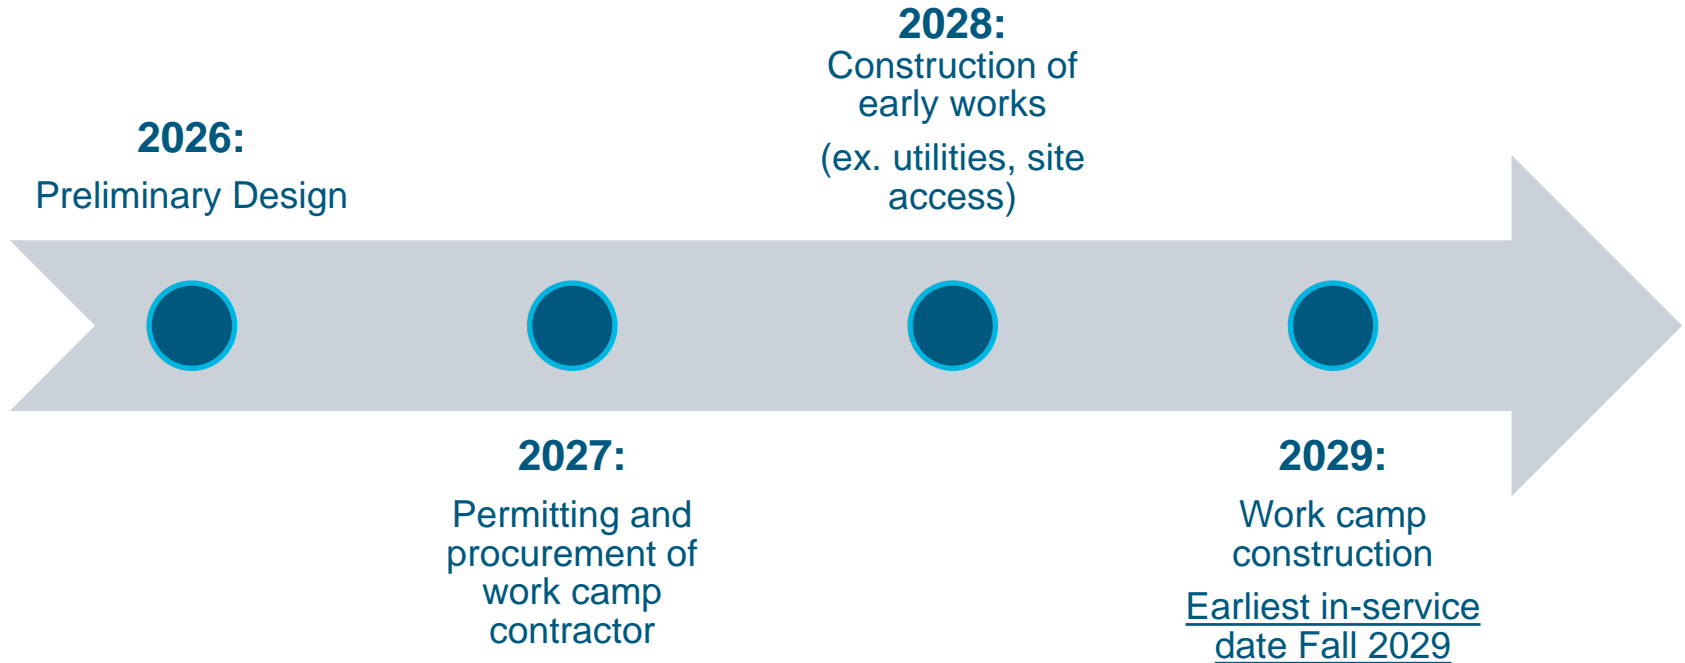 2026:
Preliminary Design
2027:
Permitting and
procurement of
work camp
contractor
2028:
Construction of
early works
(ex. utilities, site
access)
2029:
Work camp
construction
Earliest in-service
date Fall 2029